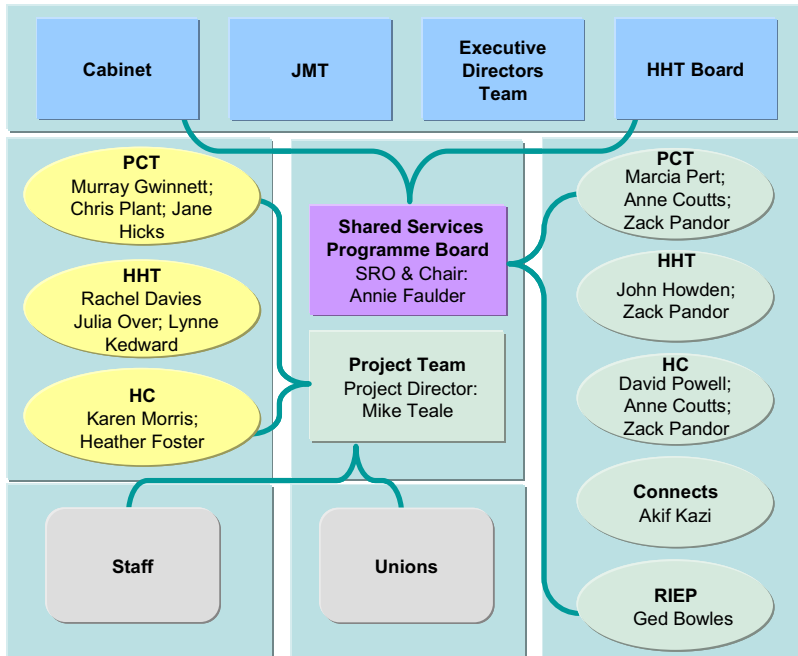 Cabinet
JMT
Executive
Directors
Team
HHT Board
PCT
Murray Gwinnett;
Chris Plant; Jane
Hicks
HHT
Rachel Davies
Julia Over; Lynne
Kedward
HC
Karen Morris;
Heather Foster
Shared Services
Programme Board
SRO & Chair:
Annie Faulder
Project Team
Project Director:
Mike Teale
PCT
Marcia Pert;
Anne Coutts;
Zack Pandor
HHT
John Howden;
Zack Pandor
HC
David Powell;
Anne Coutts;
Zack Pandor
Connects
Akif Kazi
RIEP
Ged Bowles
Staff
Unions